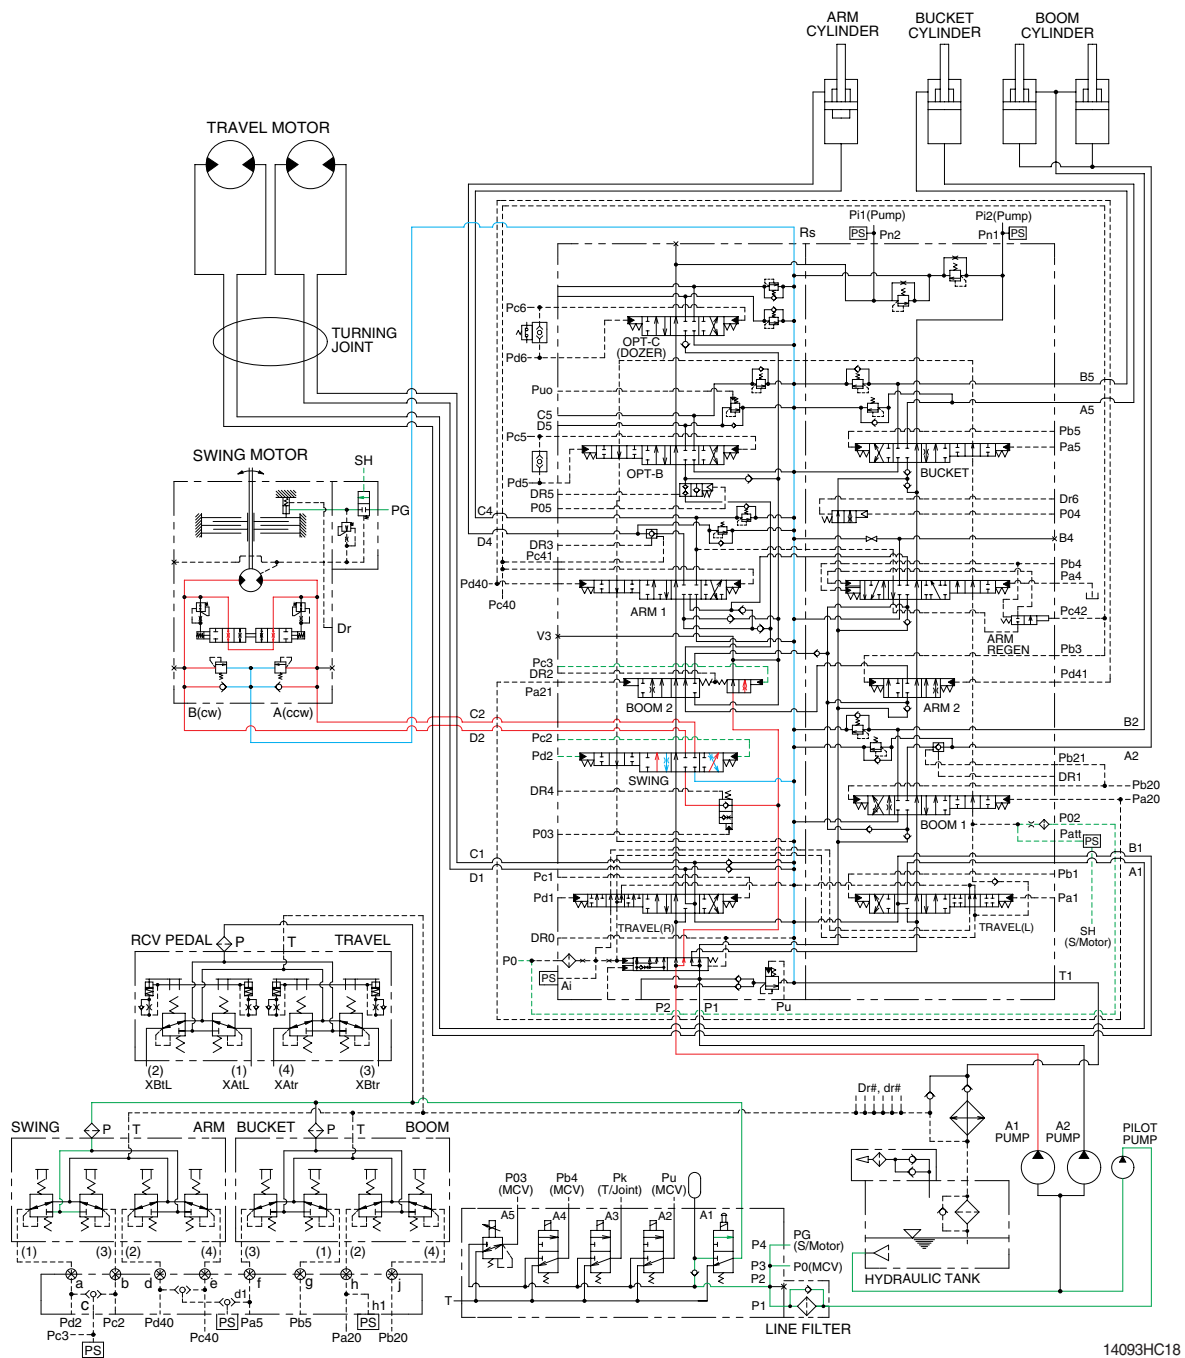 ARM
CYLINDER
BUCKET
CYLINDER
BOOM
CYLINDER
TRAVEL MOTOR
TURNING
JOINT
SWING MOTOR
SH
PG
Dr
B(cw)
A(ccw)
Rs
Pi1(Pump)
PS
Pn2
Pi2(Pump)
Pn1
PS
Pc6
Pd6
OPT-C
(DOZER)
Puo
C5
D5
Pc5
Pd5
OPT-B
DR5
P05
C4
D4
DR3
Pc41
Pd40
Pc40
ARM 1
V3
Pc3
DR2
Pa21
BOOM 2
C2
D2
Pc2
Pd2
SWING
DR4
P03
C1
D1
Pc1
Pd1
TRAVEL(R)
DR0
P0
PS
Ai
P2
P1
Pu
B5
A5
Pb5
Pa5
BUCKET
Dr6
P04
B4
Pb4
Pa4
Pc42
ARM
REGEN
Pb3
Pd41
ARM 2
B2
A2
Pb21
DR1
Pb20
Pa20
BOOM 1
P02
Patt
PS
B1
A1
Pb1
Pa1
TRAVEL(L)
SH
(S/Motor)
T1
RCV PEDAL
P
T
TRAVEL
(2)
XBtL
(1)
XAtL
(4)
XAtr
(3)
XBtr
SWING
P
T
ARM
BUCKET
P
T
BOOM
(1)
(3)
(2)
(4)
(3)
(1)
(2)
(4)
a
b
d
e
f
g
h
j
c
d1
h1
Pd2
Pc2
Pd40
PS
Pa5
Pb5
PS
Pc3
PS
Pc40
Pa20
Pb20
P03
(MCV)
Pb4
(MCV)
Pk
(T/Joint)
Pu
(MCV)
A5
A4
A3
A2
A1
T
P4
PG
(S/Motor)
P3
P0(MCV)
P2
P1
LINE FILTER
Dr#, dr#
A1
PUMP
A2
PUMP
PILOT
PUMP
HYDRAULIC TANK
14093HC18